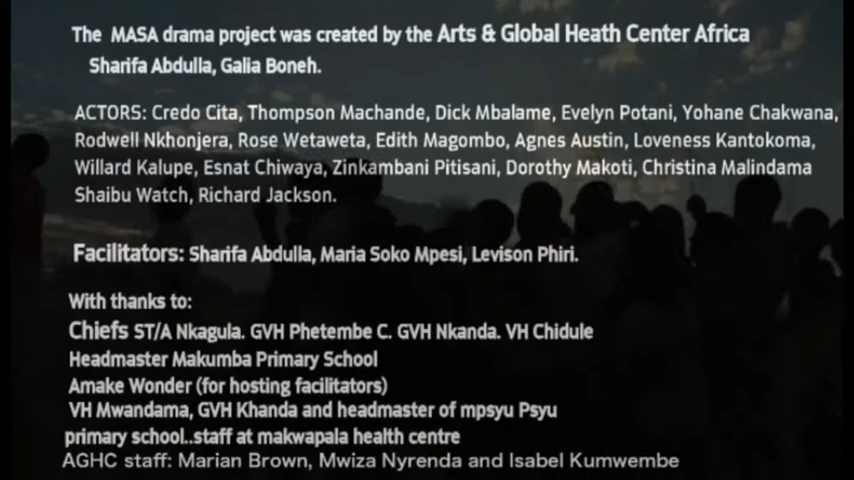 The MASA drama project was created by the Arts & Global Heath Center Africa
Sharifa Abdulla, Galia Boneh.
ACTORS: Credo Cita, Thompson Machande, Dick Mbalame, Evelyn Potani, Yohane Chakwana,
Rodwell Nkhonjera, Rose Wetaweta, Edith Magombo, Agnes Austin, Loveness Kantokoma,
Willard Kalupe, Esnat Chiwaya, Zinkambani Pitisani, Dorothy Makoti, Christina Malindama
Shaibu Watch, Richard Jackson.
Facilitators: Sharifa Abdulla, Maria Soko Mpesi, Levison Phiri.
With thanks to:
Chiefs ST/A Nkagula. GVH Phetembe C. GVH Nkanda. VH Chidule
Headmaster Makumba Primary School
Amake Wonder (for hosting facilitators)
VH Mwandama, GVH Khanda and headmaster of mpsyu Psyu
primary school..staff at makwapala health centre
AGHC staff: Marian Brown, Mwiza Nyrenda and Isabel Kumwembe